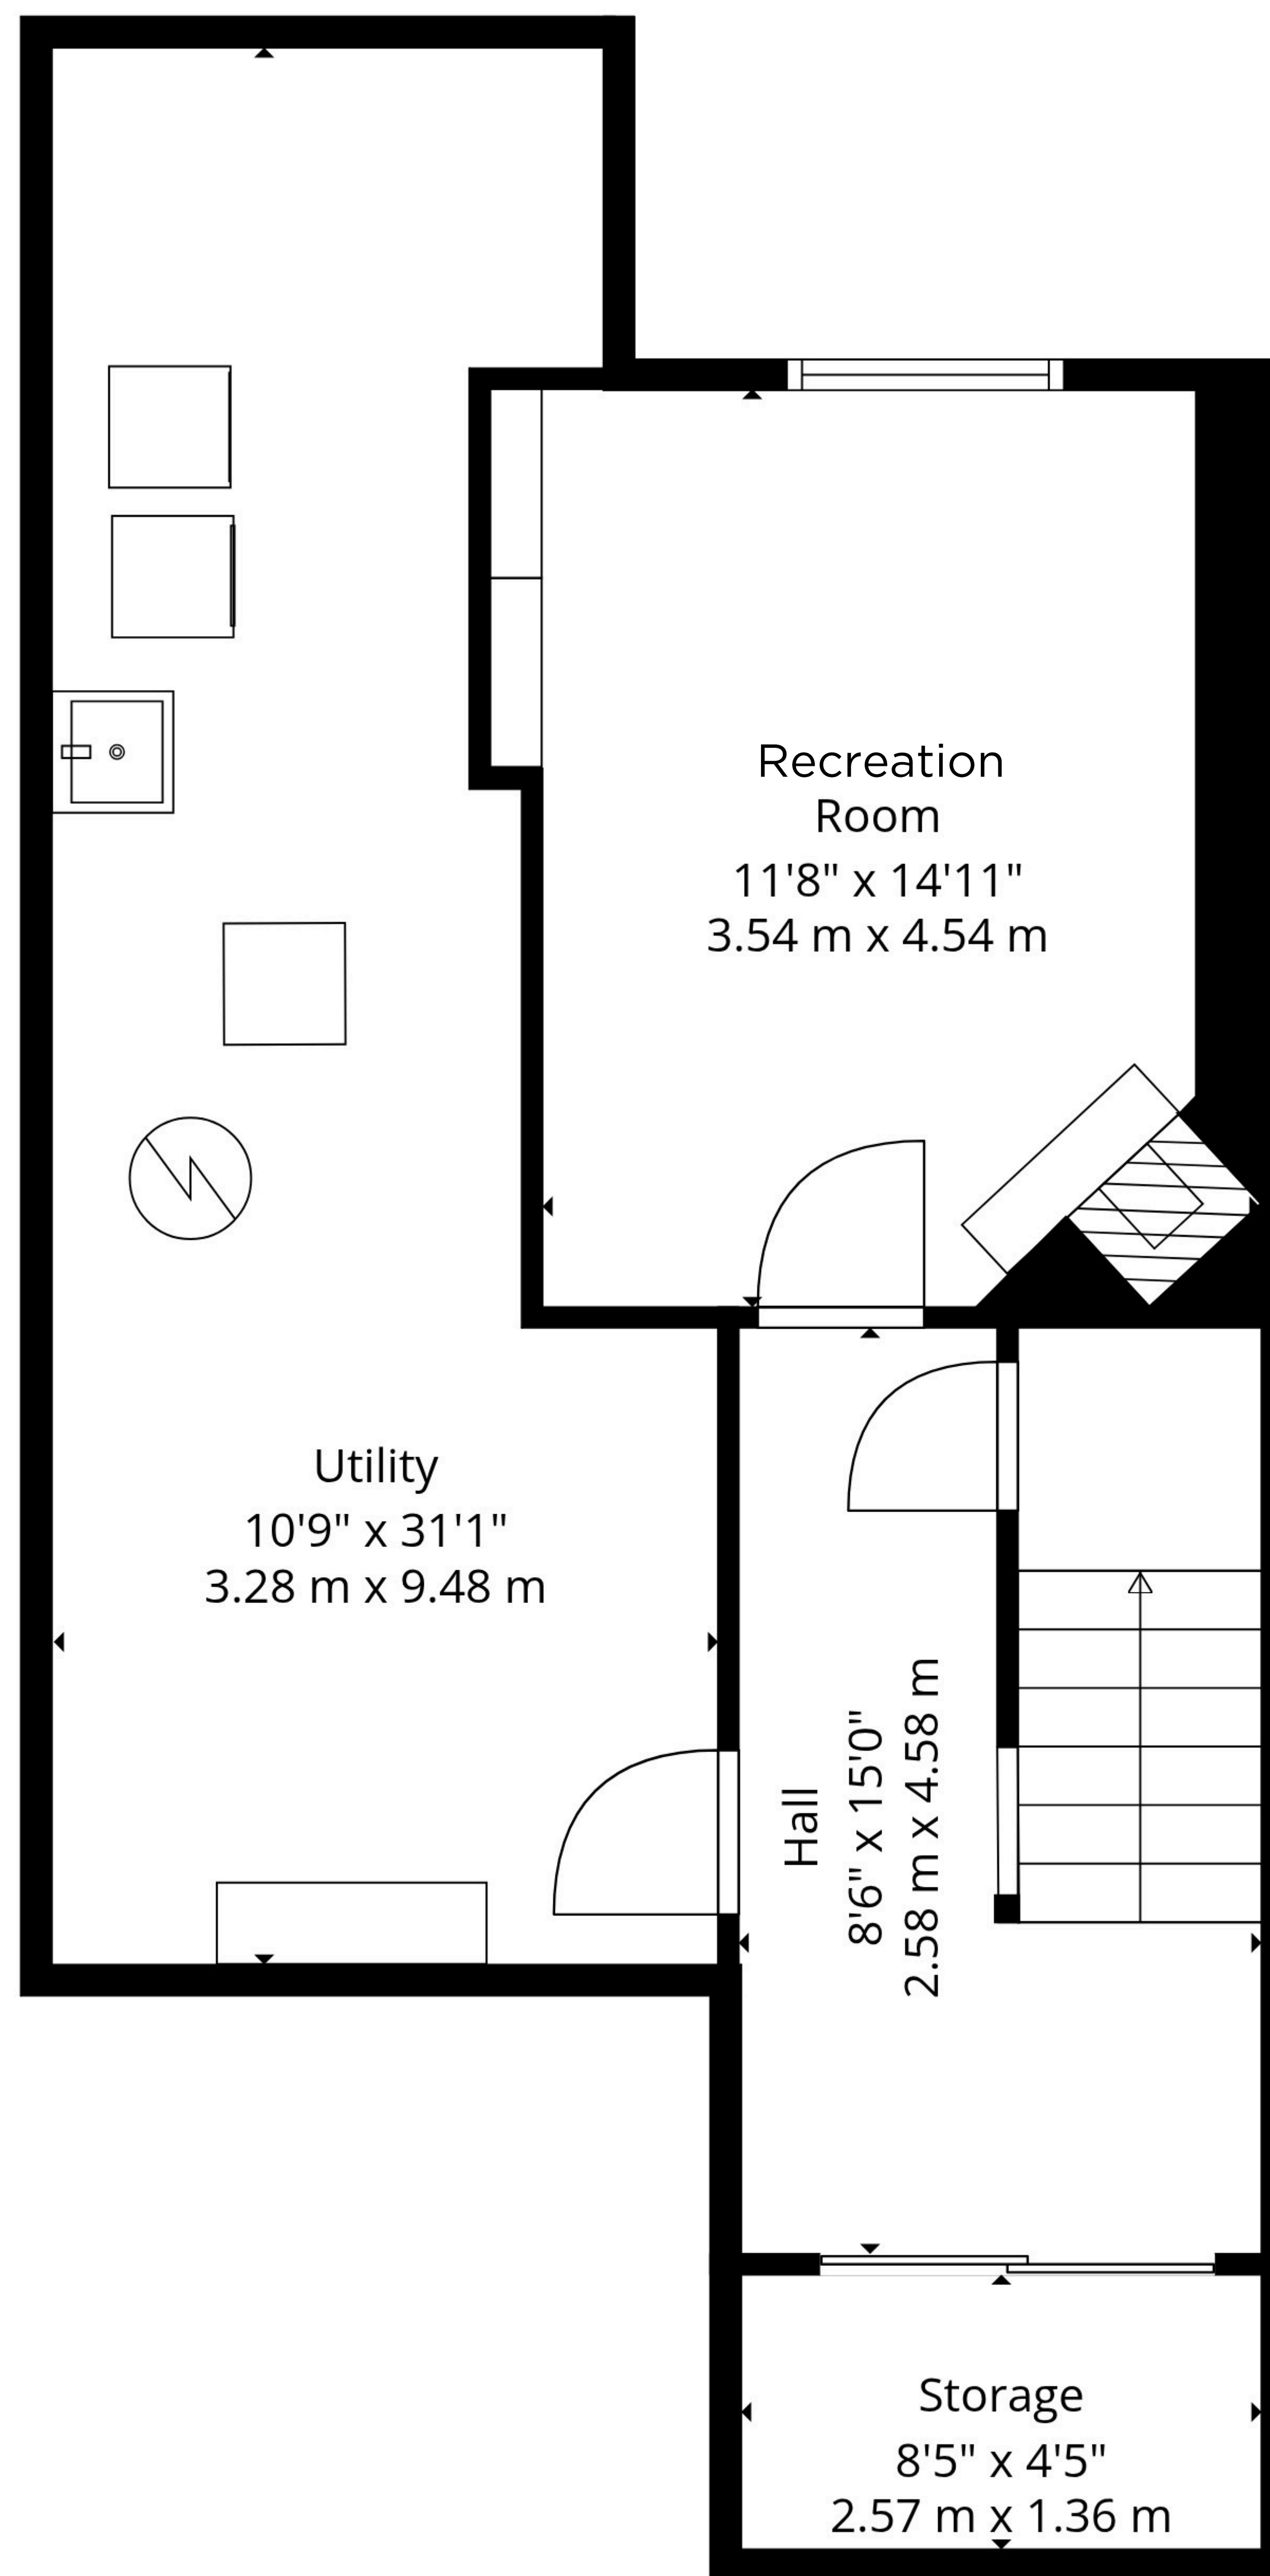 Recreation
Room
11'8" x 14'11"
3.54 m x 4.54 m
Utility
10'9" x 31'1"
3.28 m x 9.48 m
Hall
8'6" x 15'0"
2.58 m x 4.58 m
Storage
8'5" x 4'5"
2.57 m x 1.36 m